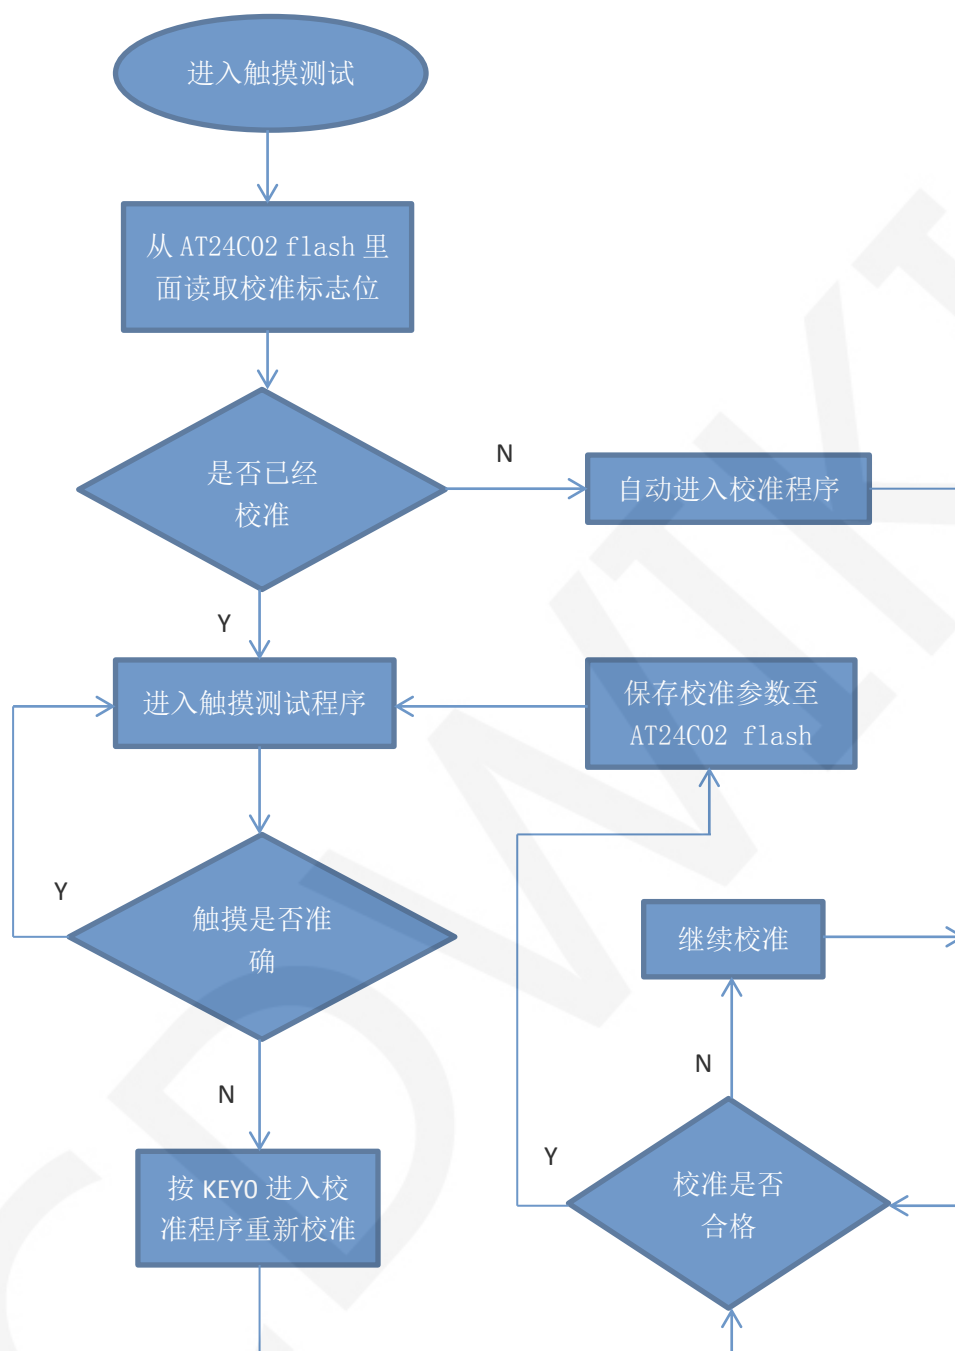 进入触摸测试
从 AT24C02 flash 里
面读取校准标志位
是否已经
校准
N
自动进入校准程序
Y
进入触摸测试程序
保存校准参数至
AT24C02 flash
Y
触摸是否准
确
继续校准
N
N
Y
按 KEY0 进入校
准程序重新校准
校准是否
合格